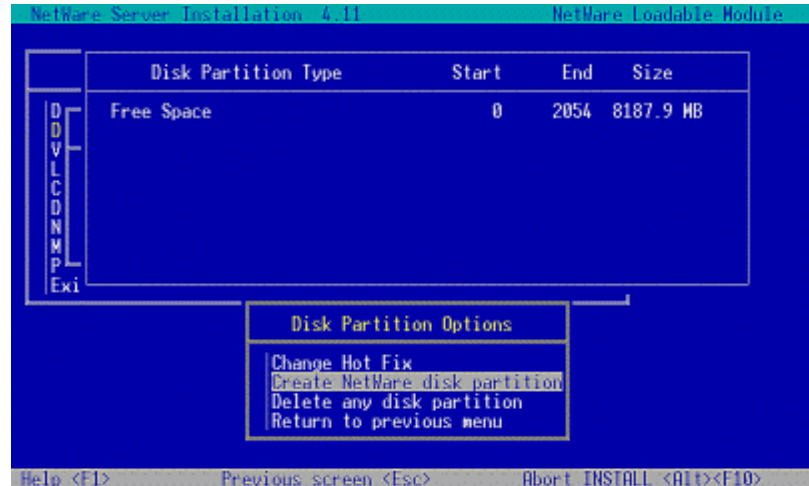 NetWare Server Installation 4.11 NetWare Loadable Module
Disk Partition Type Start End Size
Free Space 0 2054 8187.9 MB
D
D
V
L
C
D
N
M
P
Exi
Disk Partition Options
Change Hot Fix
Create NetWare disk partition
Delete any disk partition
Return to previous menu
Help <F1> Previous screen <Esc> Abort INSTALL <Alt><F10>